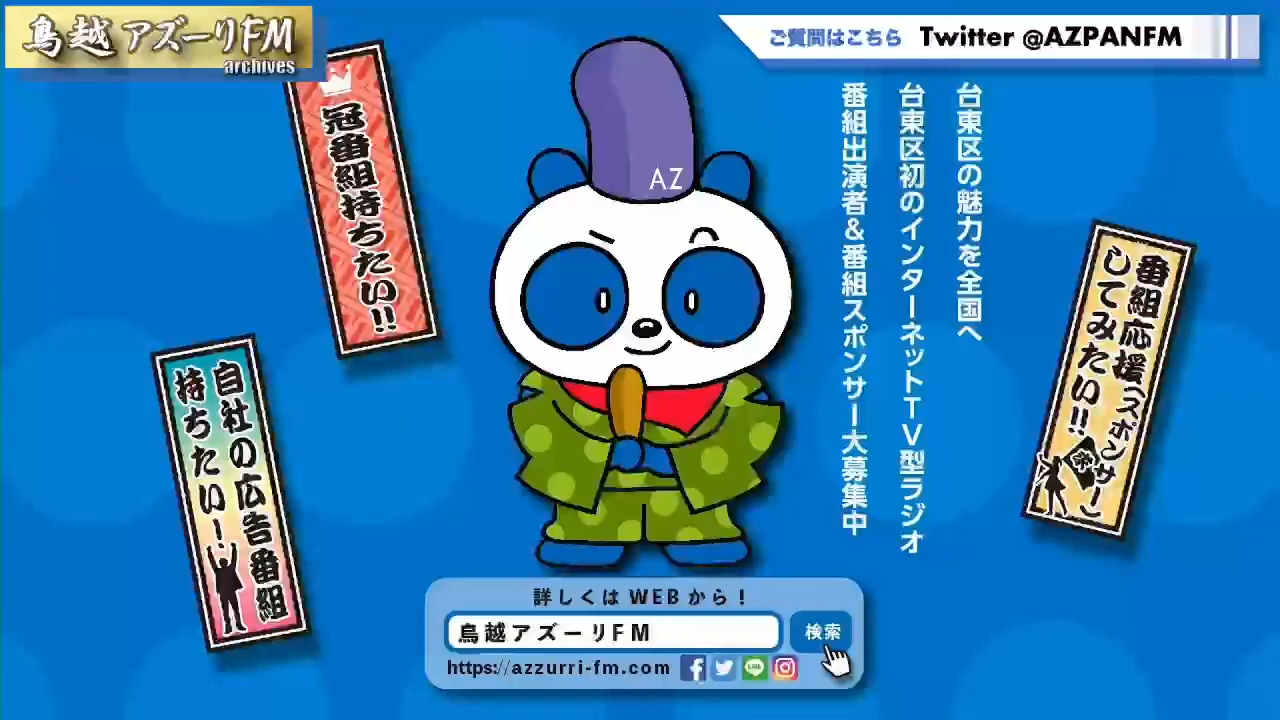 鳥越アズーリFM
archives
ご質問はこちら Twitter @AZPANFM
冠番組持ちたい!!
AZ
台東区の魅力を全国へ
台東区初のインターネットTV型ラジオ
番組出演者&番組スポンサー大募集中
番組応援(スポンサー)
してみたい!!
自社の広告番組
持ちたい!
詳しくはWEBから!
鳥越アズーリFM
検索
https://azzurri-fm.com
LINE